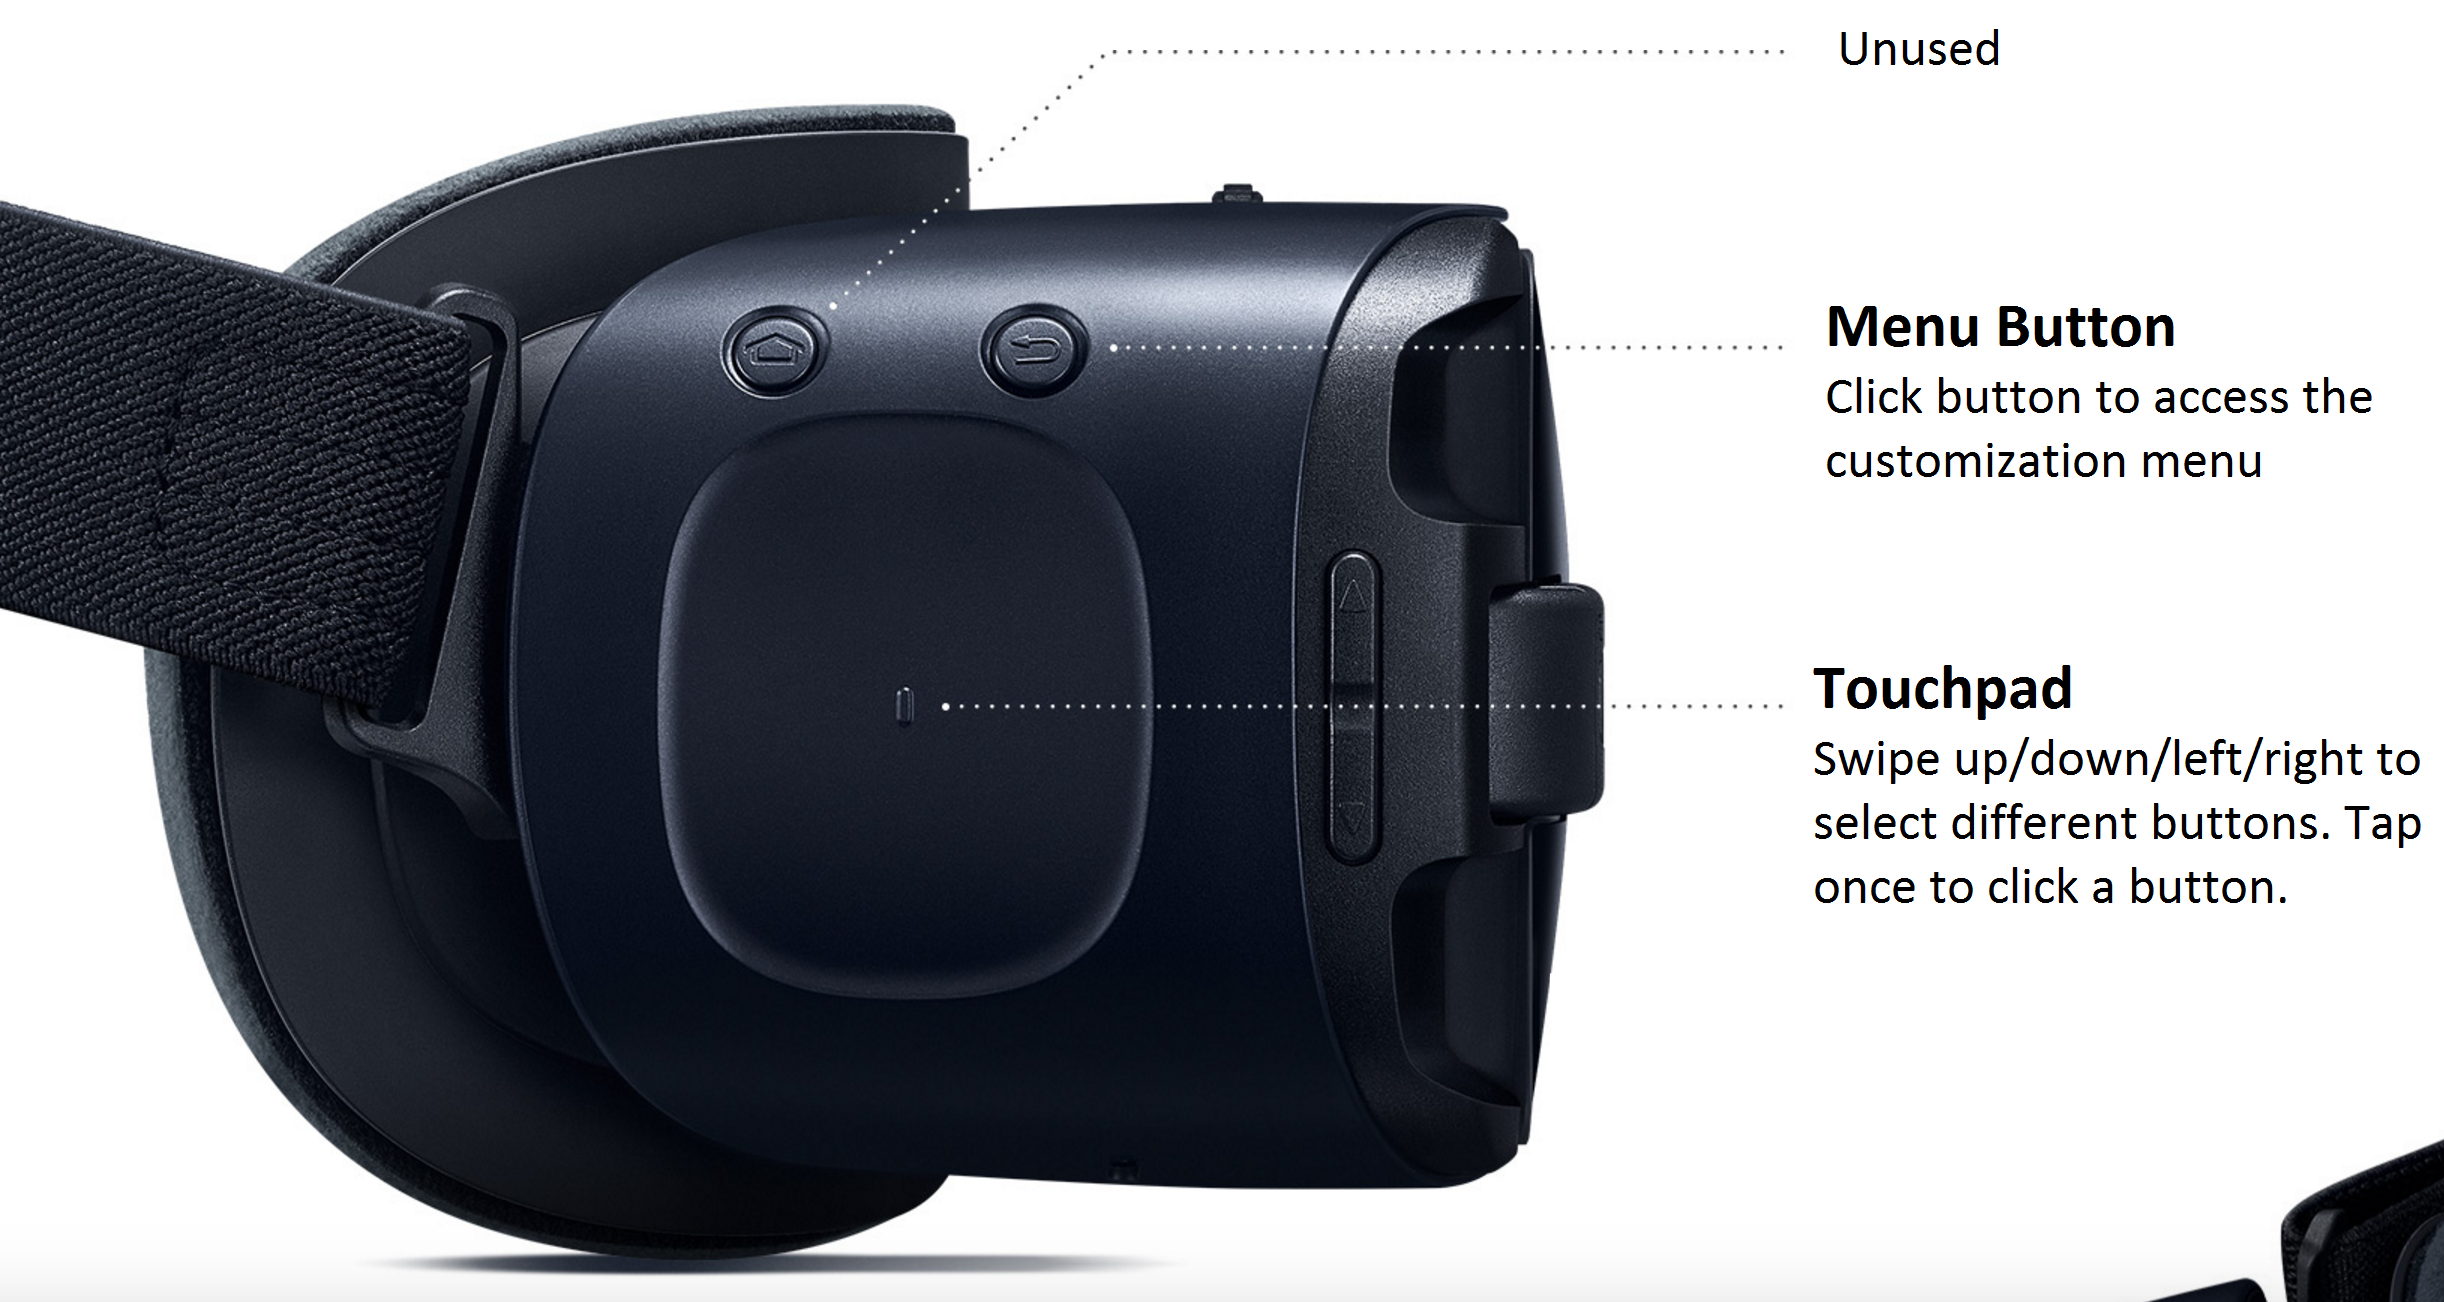 Unused
Menu Button
Click button to access the
customization menu
Touchpad
Swipe up/down/left/right to
select different buttons. Tap
once to click a button.